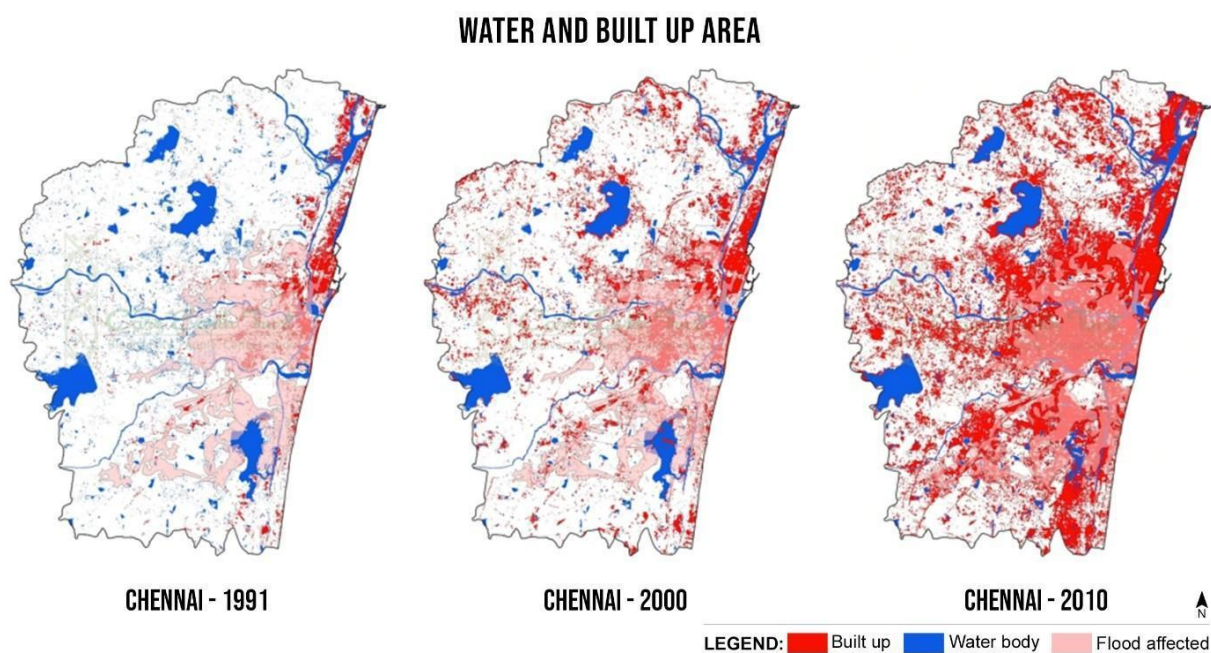 WATER AND BUILT UP AREA
CHENNAI - 1991
CHENNAI - 2000
CHENNAI - 2010
N
LEGEND: Built up Water body Flood affected